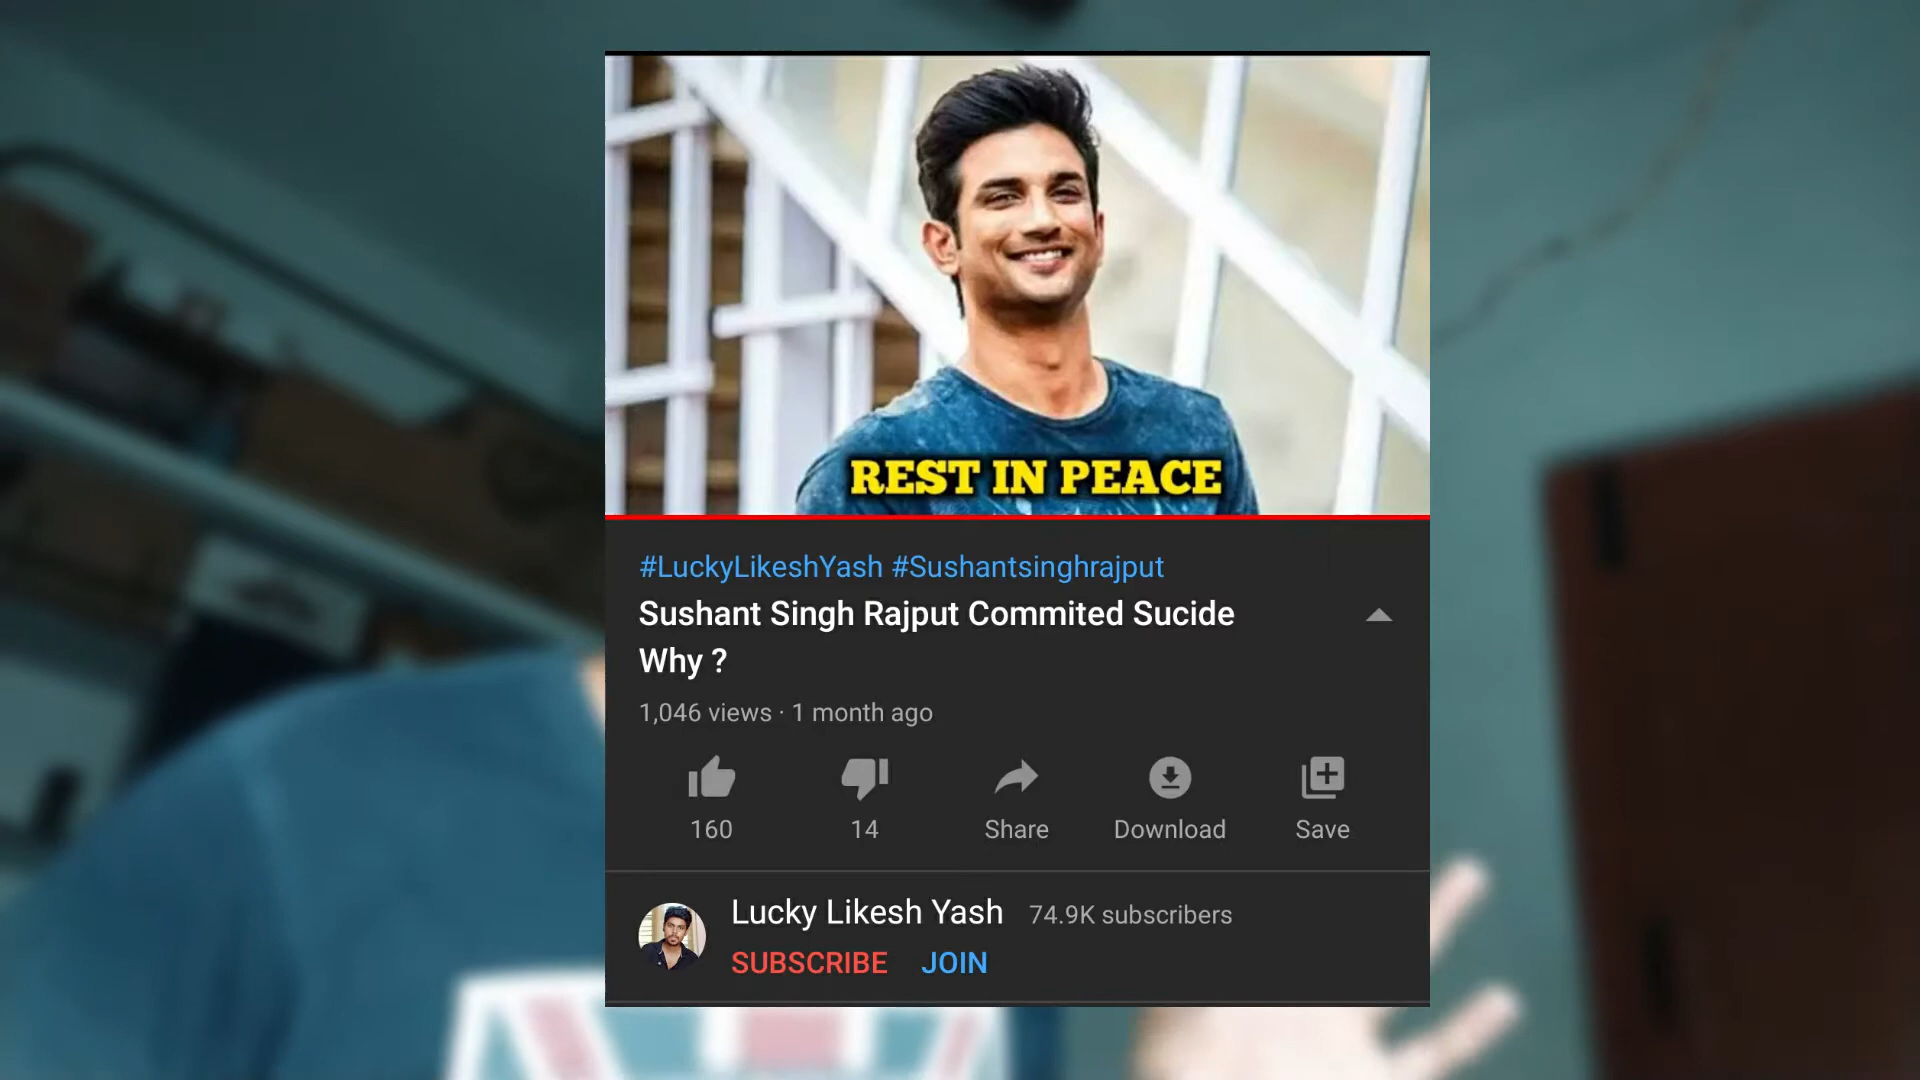 REST IN PEACE
#LuckyLikeshYash #Sushantsinghrajput
Sushant Singh Rajput Commited Sucide
Why ?
1,046 views · 1 month ago
160
14
Share
Download
Save
Lucky Likesh Yash 74.9K subscribers
SUBSCRIBE JOIN